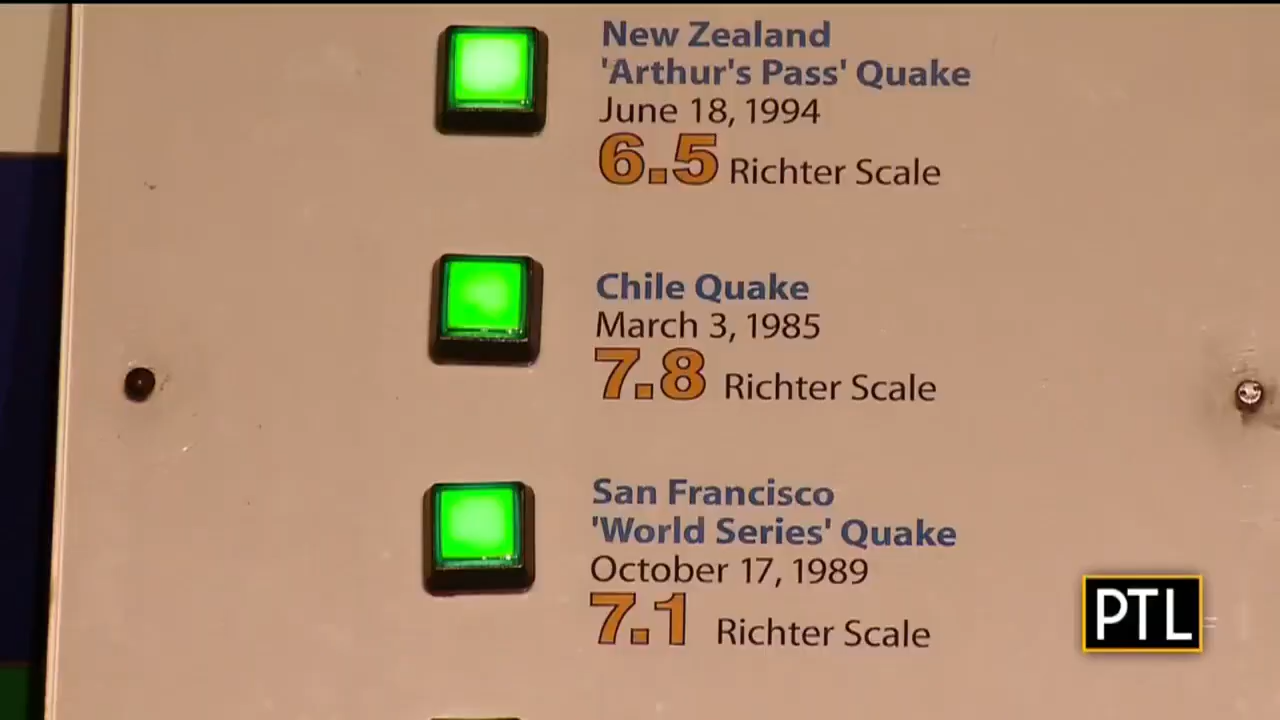 New Zealand
'Arthur's Pass' Quake
June 18, 1994
6.5 Richter Scale
Chile Quake
March 3, 1985
7.8 Richter Scale
San Francisco
'World Series' Quake
October 17, 1989
7.1 Richter Scale
PTL